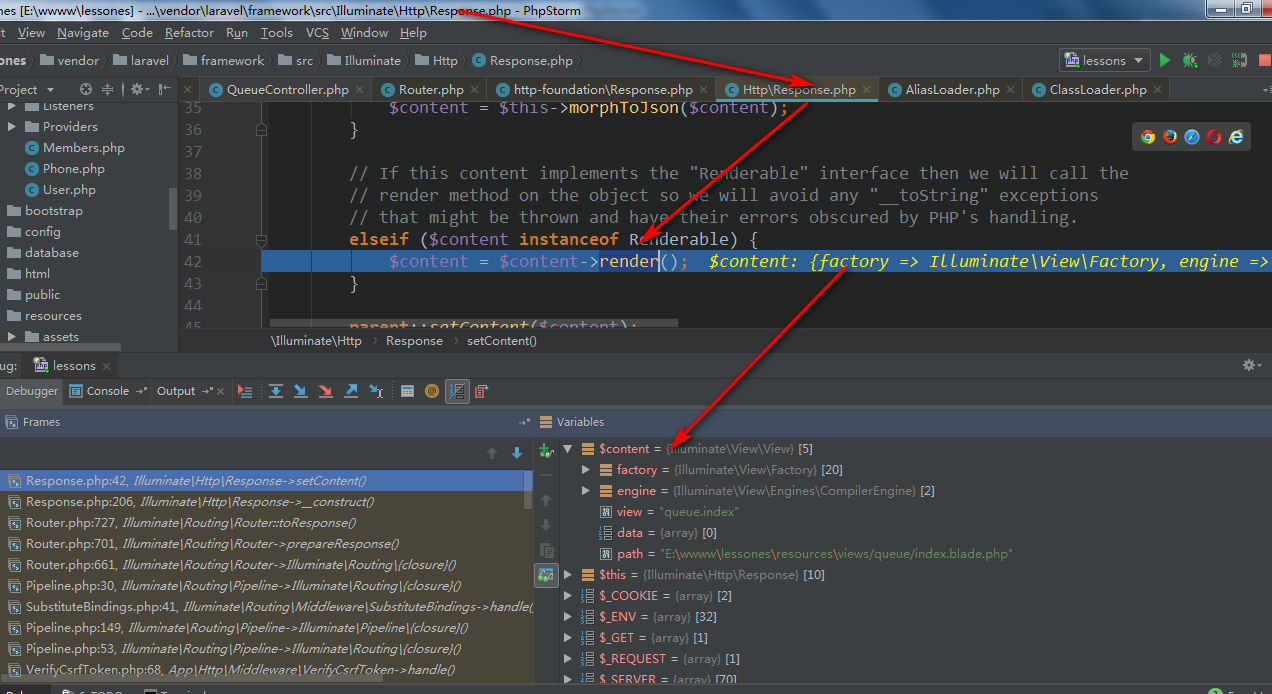 nes [E:\wwww\lessones] - ...\vendor\laravel\framework\src\Illuminate\Http\Response.php - PhpStorm
t View Navigate Code Refactor Run Tools VCS Window Help
ones vendor laravel framework src Illuminate Http Response.php lessons
Project QueueController.php Router.php http-foundation\Response.php Http\Response.php AliasLoader.php ClassLoader.php
Listeners
Providers
Members.php
Phone.php
User.php
bootstrap
config
database
html
public
resources
assets
35 $content = $this->morphToJson($content);
36 }
37
38 // If this content implements the "Renderable" interface then we will call the
39 // render method on the object so we will avoid any "__toString" exceptions
40 // that might be thrown and have their errors obscured by PHP's handling.
41 elseif ($content instanceof Renderable) {
42 $content = $content->render(); $content: {factory => Illuminate\View\Factory, engine =>
43 }
44
45 parent::setContent($content);
\Illuminate\Http Response setContent()
ug: lessons
Debugger Console Output
Frames
Response.php:42, Illuminate\Http\Response->setContent()
Response.php:206, Illuminate\Http\Response->__construct()
Router.php:727, Illuminate\Routing\Router::toResponse()
Router.php:701, Illuminate\Routing\Router->prepareResponse()
Router.php:661, Illuminate\Routing\Router->Illuminate\Routing\{closure}()
Pipeline.php:30, Illuminate\Routing\Pipeline->Illuminate\Routing\{closure}()
SubstituteBindings.php:41, Illuminate\Routing\Middleware\SubstituteBindings->handle(
Pipeline.php:149, Illuminate\Routing\Pipeline->Illuminate\Pipeline\{closure}()
Pipeline.php:53, Illuminate\Routing\Pipeline->Illuminate\Routing\{closure}()
VerifyCsrfToken.php:68, App\Http\Middleware\VerifyCsrfToken->handle()
Variables
$content = {Illuminate\View\View} [5]
factory = {Illuminate\View\Factory} [20]
engine = {Illuminate\View\Engines\CompilerEngine} [2]
view = "queue.index"
data = {array} [0]
path = "E:\wwww\lessones\resources\views/queue/index.blade.php"
$this = {Illuminate\Http\Response} [10]
$_COOKIE = {array} [2]
$_ENV = {array} [32]
$_GET = {array} [1]
$_REQUEST = {array} [1]
$_SERVER = {array} [70]